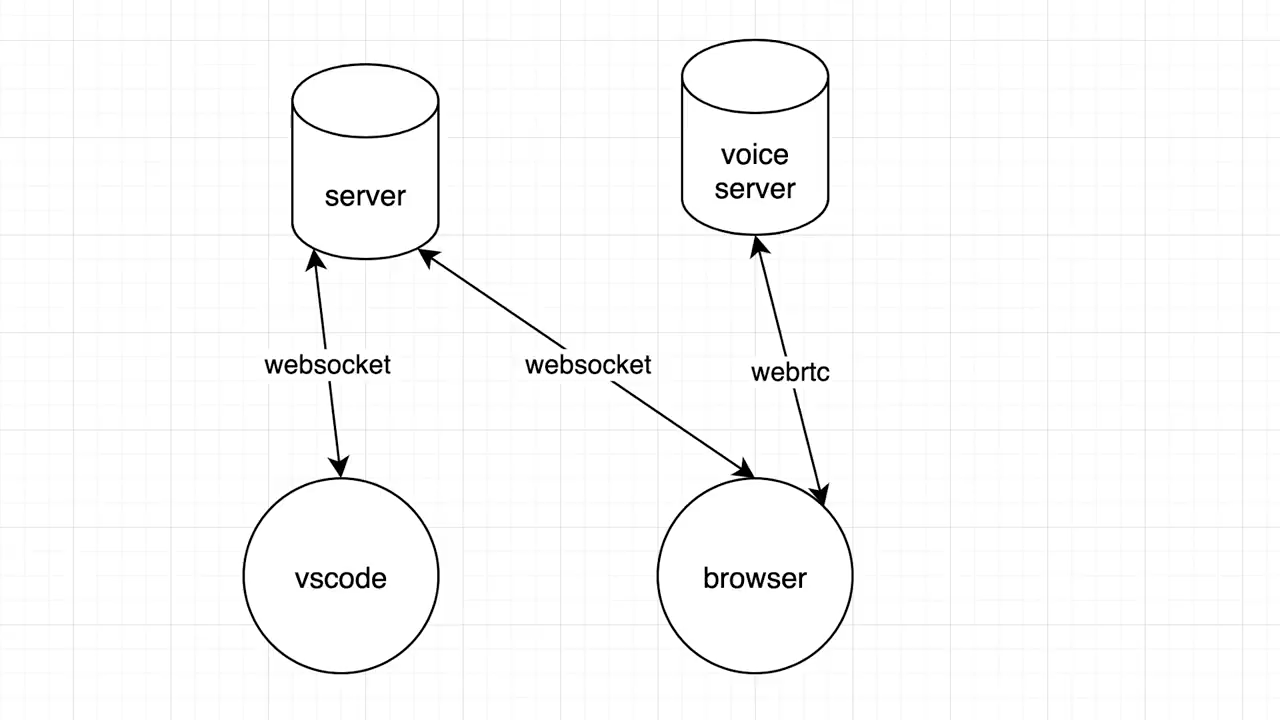 server
voice
server
websocket
websocket
webrtc
vscode
browser